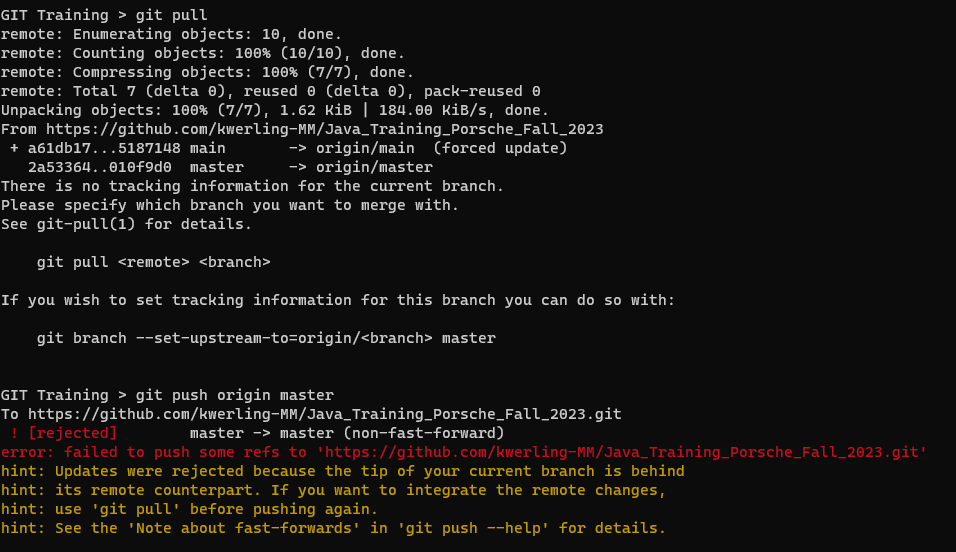 GIT Training > git pull
remote: Enumerating objects: 10, done.
remote: Counting objects: 100% (10/10), done.
remote: Compressing objects: 100% (7/7), done.
remote: Total 7 (delta 0), reused 0 (delta 0), pack-reused 0
Unpacking objects: 100% (7/7), 1.62 KiB | 184.00 KiB/s, done.
From https://github.com/kwerling-MM/Java_Training_Porsche_Fall_2023
 + a61db17...5187148 main       -> origin/main  (forced update)
   2a53364..010f9d0  master     -> origin/master
There is no tracking information for the current branch.
Please specify which branch you want to merge with.
See git-pull(1) for details.

    git pull <remote> <branch>

If you wish to set tracking information for this branch you can do so with:

    git branch --set-upstream-to=origin/<branch> master


GIT Training > git push origin master
To https://github.com/kwerling-MM/Java_Training_Porsche_Fall_2023.git
 ! [rejected]        master -> master (non-fast-forward)
error: failed to push some refs to 'https://github.com/kwerling-MM/Java_Training_Porsche_Fall_2023.git'
hint: Updates were rejected because the tip of your current branch is behind
hint: its remote counterpart. If you want to integrate the remote changes,
hint: use 'git pull' before pushing again.
hint: See the 'Note about fast-forwards' in 'git push --help' for details.